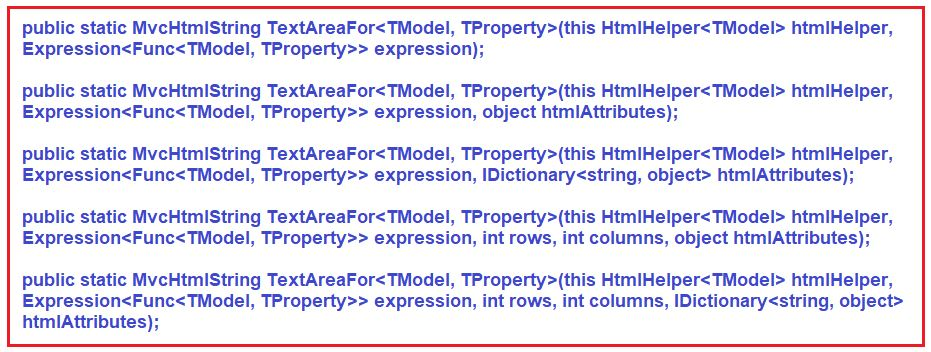 public static MvcHtmlString TextAreaFor<TModel, TProperty>(this HtmlHelper<TModel> htmlHelper,
Expression<Func<TModel, TProperty>> expression);
public static MvcHtmlString TextAreaFor<TModel, TProperty>(this HtmlHelper<TModel> htmlHelper,
Expression<Func<TModel, TProperty>> expression, object htmlAttributes);
public static MvcHtmlString TextAreaFor<TModel, TProperty>(this HtmlHelper<TModel> htmlHelper,
Expression<Func<TModel, TProperty>> expression, IDictionary<string, object> htmlAttributes);
public static MvcHtmlString TextAreaFor<TModel, TProperty>(this HtmlHelper<TModel> htmlHelper,
Expression<Func<TModel, TProperty>> expression, int rows, int columns, object htmlAttributes);
public static MvcHtmlString TextAreaFor<TModel, TProperty>(this HtmlHelper<TModel> htmlHelper,
Expression<Func<TModel, TProperty>> expression, int rows, int columns, IDictionary<string, object>
htmlAttributes);